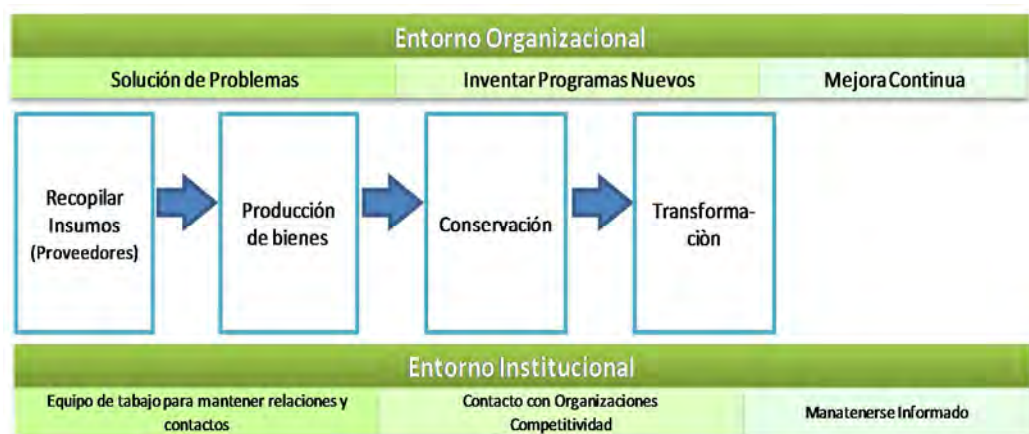 Entorno Organizacional
Solución de Problemas
Inventar Programas Nuevos
Mejora Continua
Recopilar
Insumos
(Proveedores)
Producción
de bienes
Conservación
Transforma-
ciòn
Entorno Institucional
Equipo de tabajo para mantener relaciones y
contactos
Contacto con Organizaciones
Competitividad
Manatenerse Informado